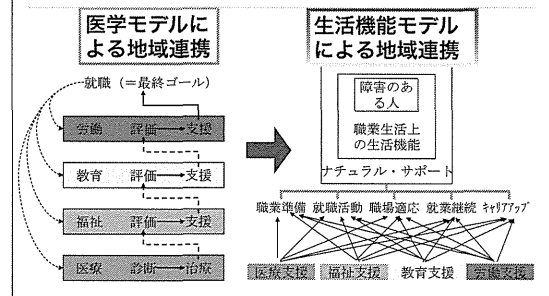 医学モデルに
よる地域連携
就職（＝最終ゴール）
労働 評価 支援
教育 評価 支援
福祉 評価 支援
医療 診断 治療
生活機能モデル
による地域連携
障害のあ
る人
職業生活上
の生活機能
ナチュラル・サポート
職業準備 就職活動 職場適応 就業継続 キャリアアップ
医療支援 福祉支援 教育支援 労働支援